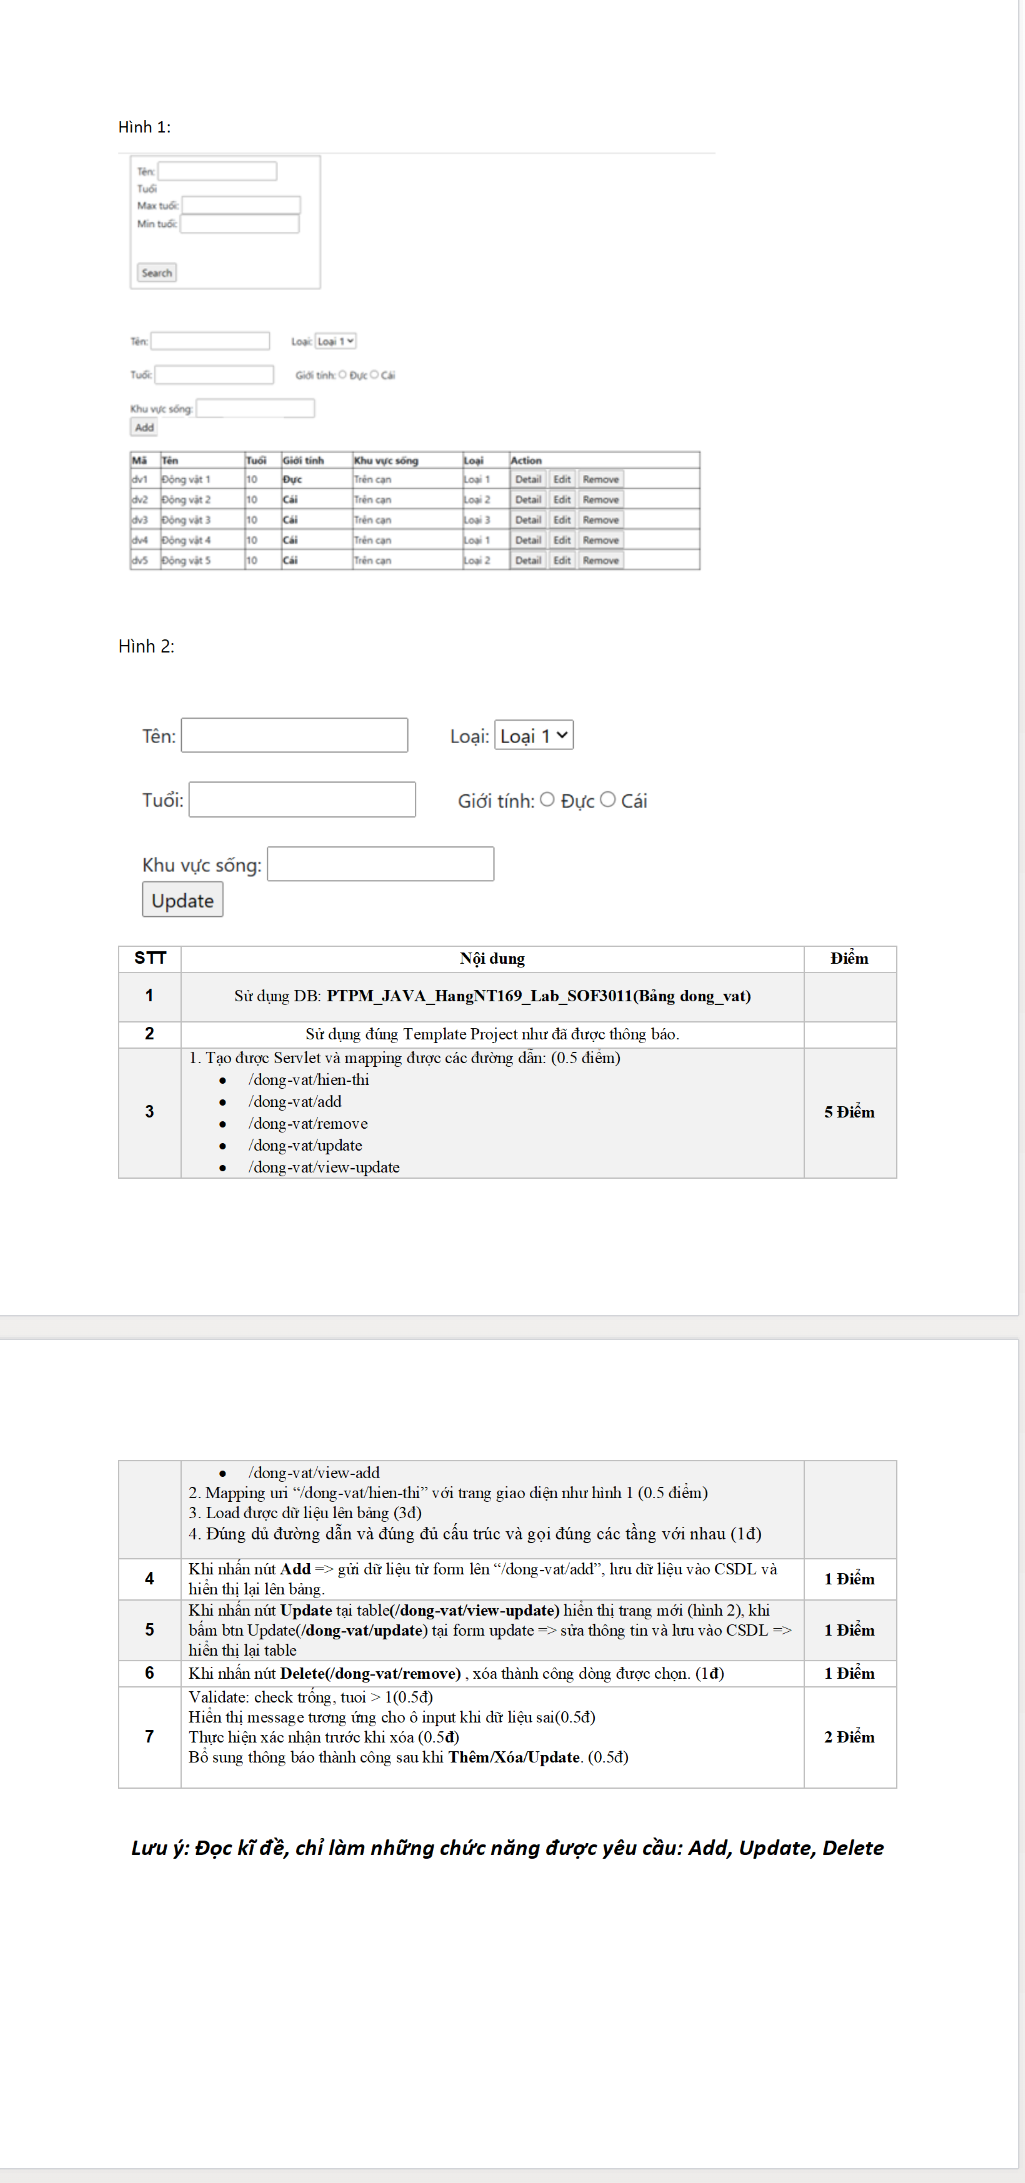 Hình 1:
Tên:
Tuổi
Max tuổi:
Min tuổi:
Search
Tên: Loại: Loại 1
Tuổi: Giới tính: Đực Cái
Khu vực sống:
Add
Mã Tên Tuổi Giới tính Khu vực sống Loại Action
dv1 Động vật 1 10 Đực Trên cạn Loại 1 Detail Edit Remove
dv2 Động vật 2 10 Cái Trên cạn Loại 2 Detail Edit Remove
dv3 Động vật 3 10 Cái Trên cạn Loại 3 Detail Edit Remove
dv4 Động vật 4 10 Cái Trên cạn Loại 1 Detail Edit Remove
dv5 Động vật 5 10 Cái Trên cạn Loại 2 Detail Edit Remove
Hình 2:
Tên: Loại: Loại 1
Tuổi: Giới tính: Đực Cái
Khu vực sống:
Update
STT Nội dung Điểm
1 Sử dụng DB: PTPM_JAVA_HangNT169_Lab_SOF3011(Bảng dong_vat)
2 Sử dụng đúng Template Project như đã được thông báo.
3 1. Tạo được Servlet và mapping được các đường dẫn: (0.5 điểm)
• /dong-vat/hien-thi
• /dong-vat/add
• /dong-vat/remove
• /dong-vat/update
• /dong-vat/view-update
5 Điểm
• /dong-vat/view-add
2. Mapping uri “/dong-vat/hien-thi” với trang giao diện như hình 1 (0.5 điểm)
3. Load được dữ liệu lên bảng (3đ)
4. Đúng đủ đường dẫn và đúng đủ cấu trúc và gọi đúng các tầng với nhau (1đ)
4 Khi nhấn nút Add => gửi dữ liệu từ form lên “/dong-vat/add”, lưu dữ liệu vào CSDL và
hiển thị lại lên bảng.
1 Điểm
5 Khi nhấn nút Update tại table(/dong-vat/view-update) hiển thị trang mới (hình 2), khi
bấm btn Update(/dong-vat/update) tại form update => sửa thông tin và lưu vào CSDL =>
hiển thị lại table
1 Điểm
6 Khi nhấn nút Delete(/dong-vat/remove) , xóa thành công dòng được chọn. (1đ) 1 Điểm
7 Validate: check trống, tuoi > 1(0.5đ)
Hiển thị message tương ứng cho ô input khi dữ liệu sai(0.5đ)
Thực hiện xác nhận trước khi xóa (0.5đ)
Bổ sung thông báo thành công sau khi Thêm/Xóa/Update. (0.5đ)
2 Điểm
Lưu ý: Đọc kĩ đề, chỉ làm những chức năng được yêu cầu: Add, Update, Delete